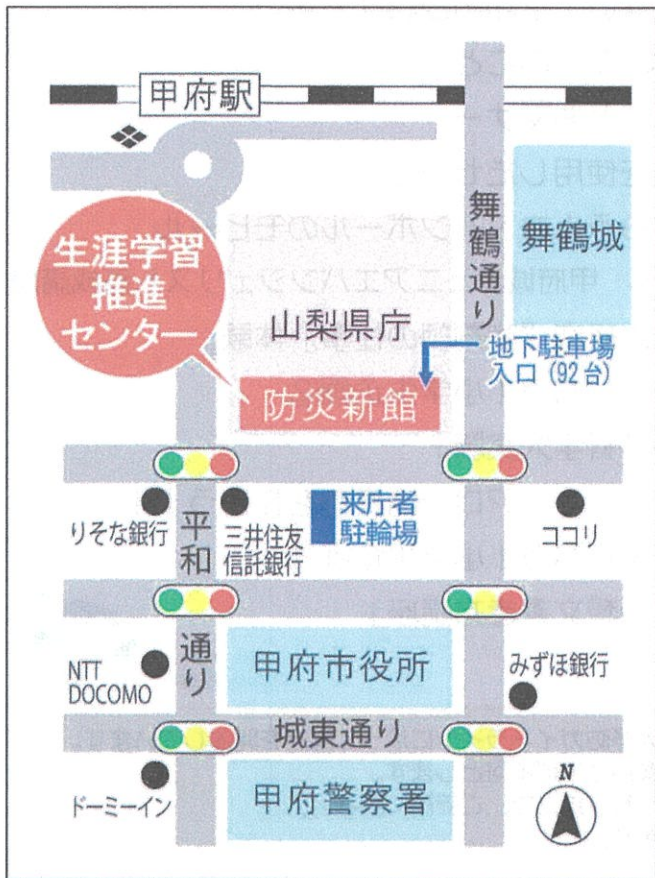 甲府駅
舞鶴通り
舞鶴城
生涯学習
推進
センター
山梨県庁
地下駐車場
入口(92台)
防災新館
りそな銀行
平和
三井住友
信託銀行
来庁者
駐輪場
ココリ
通り
NTT
DOCOMO
甲府市役所
みずほ銀行
城東通り
ドーミーイン
甲府警察署
N